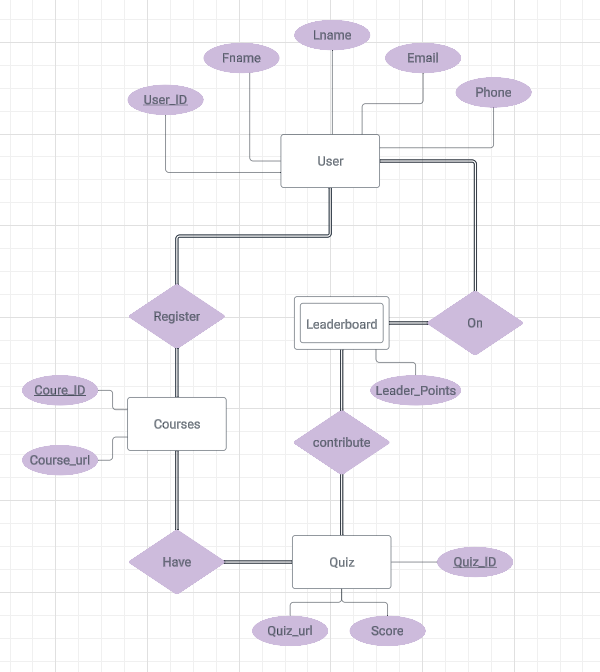 Lname
Fname
Email
User_ID
Phone
User
Register
Leaderboard
On
Coure_ID
Leader_Points
Courses
contribute
Course_url
Have
Quiz
Quiz_ID
Quiz_url
Score